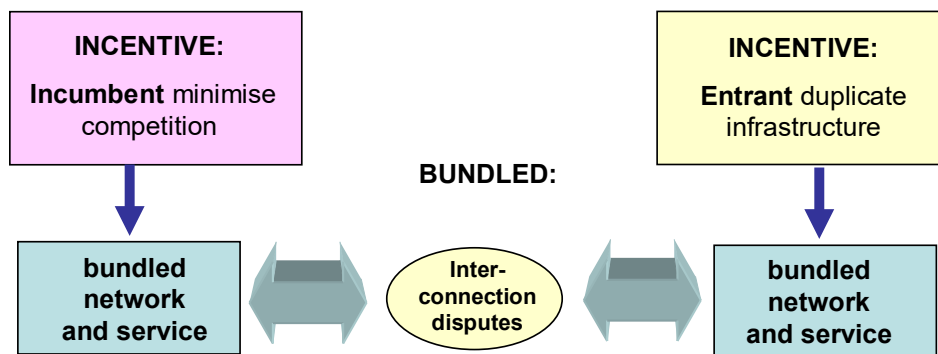 INCENTIVE:
Incumbent minimise
competition
INCENTIVE:
Entrant duplicate
infrastructure
BUNDLED:
bundled
network
and service
Inter-
connection
disputes
bundled
network
and service